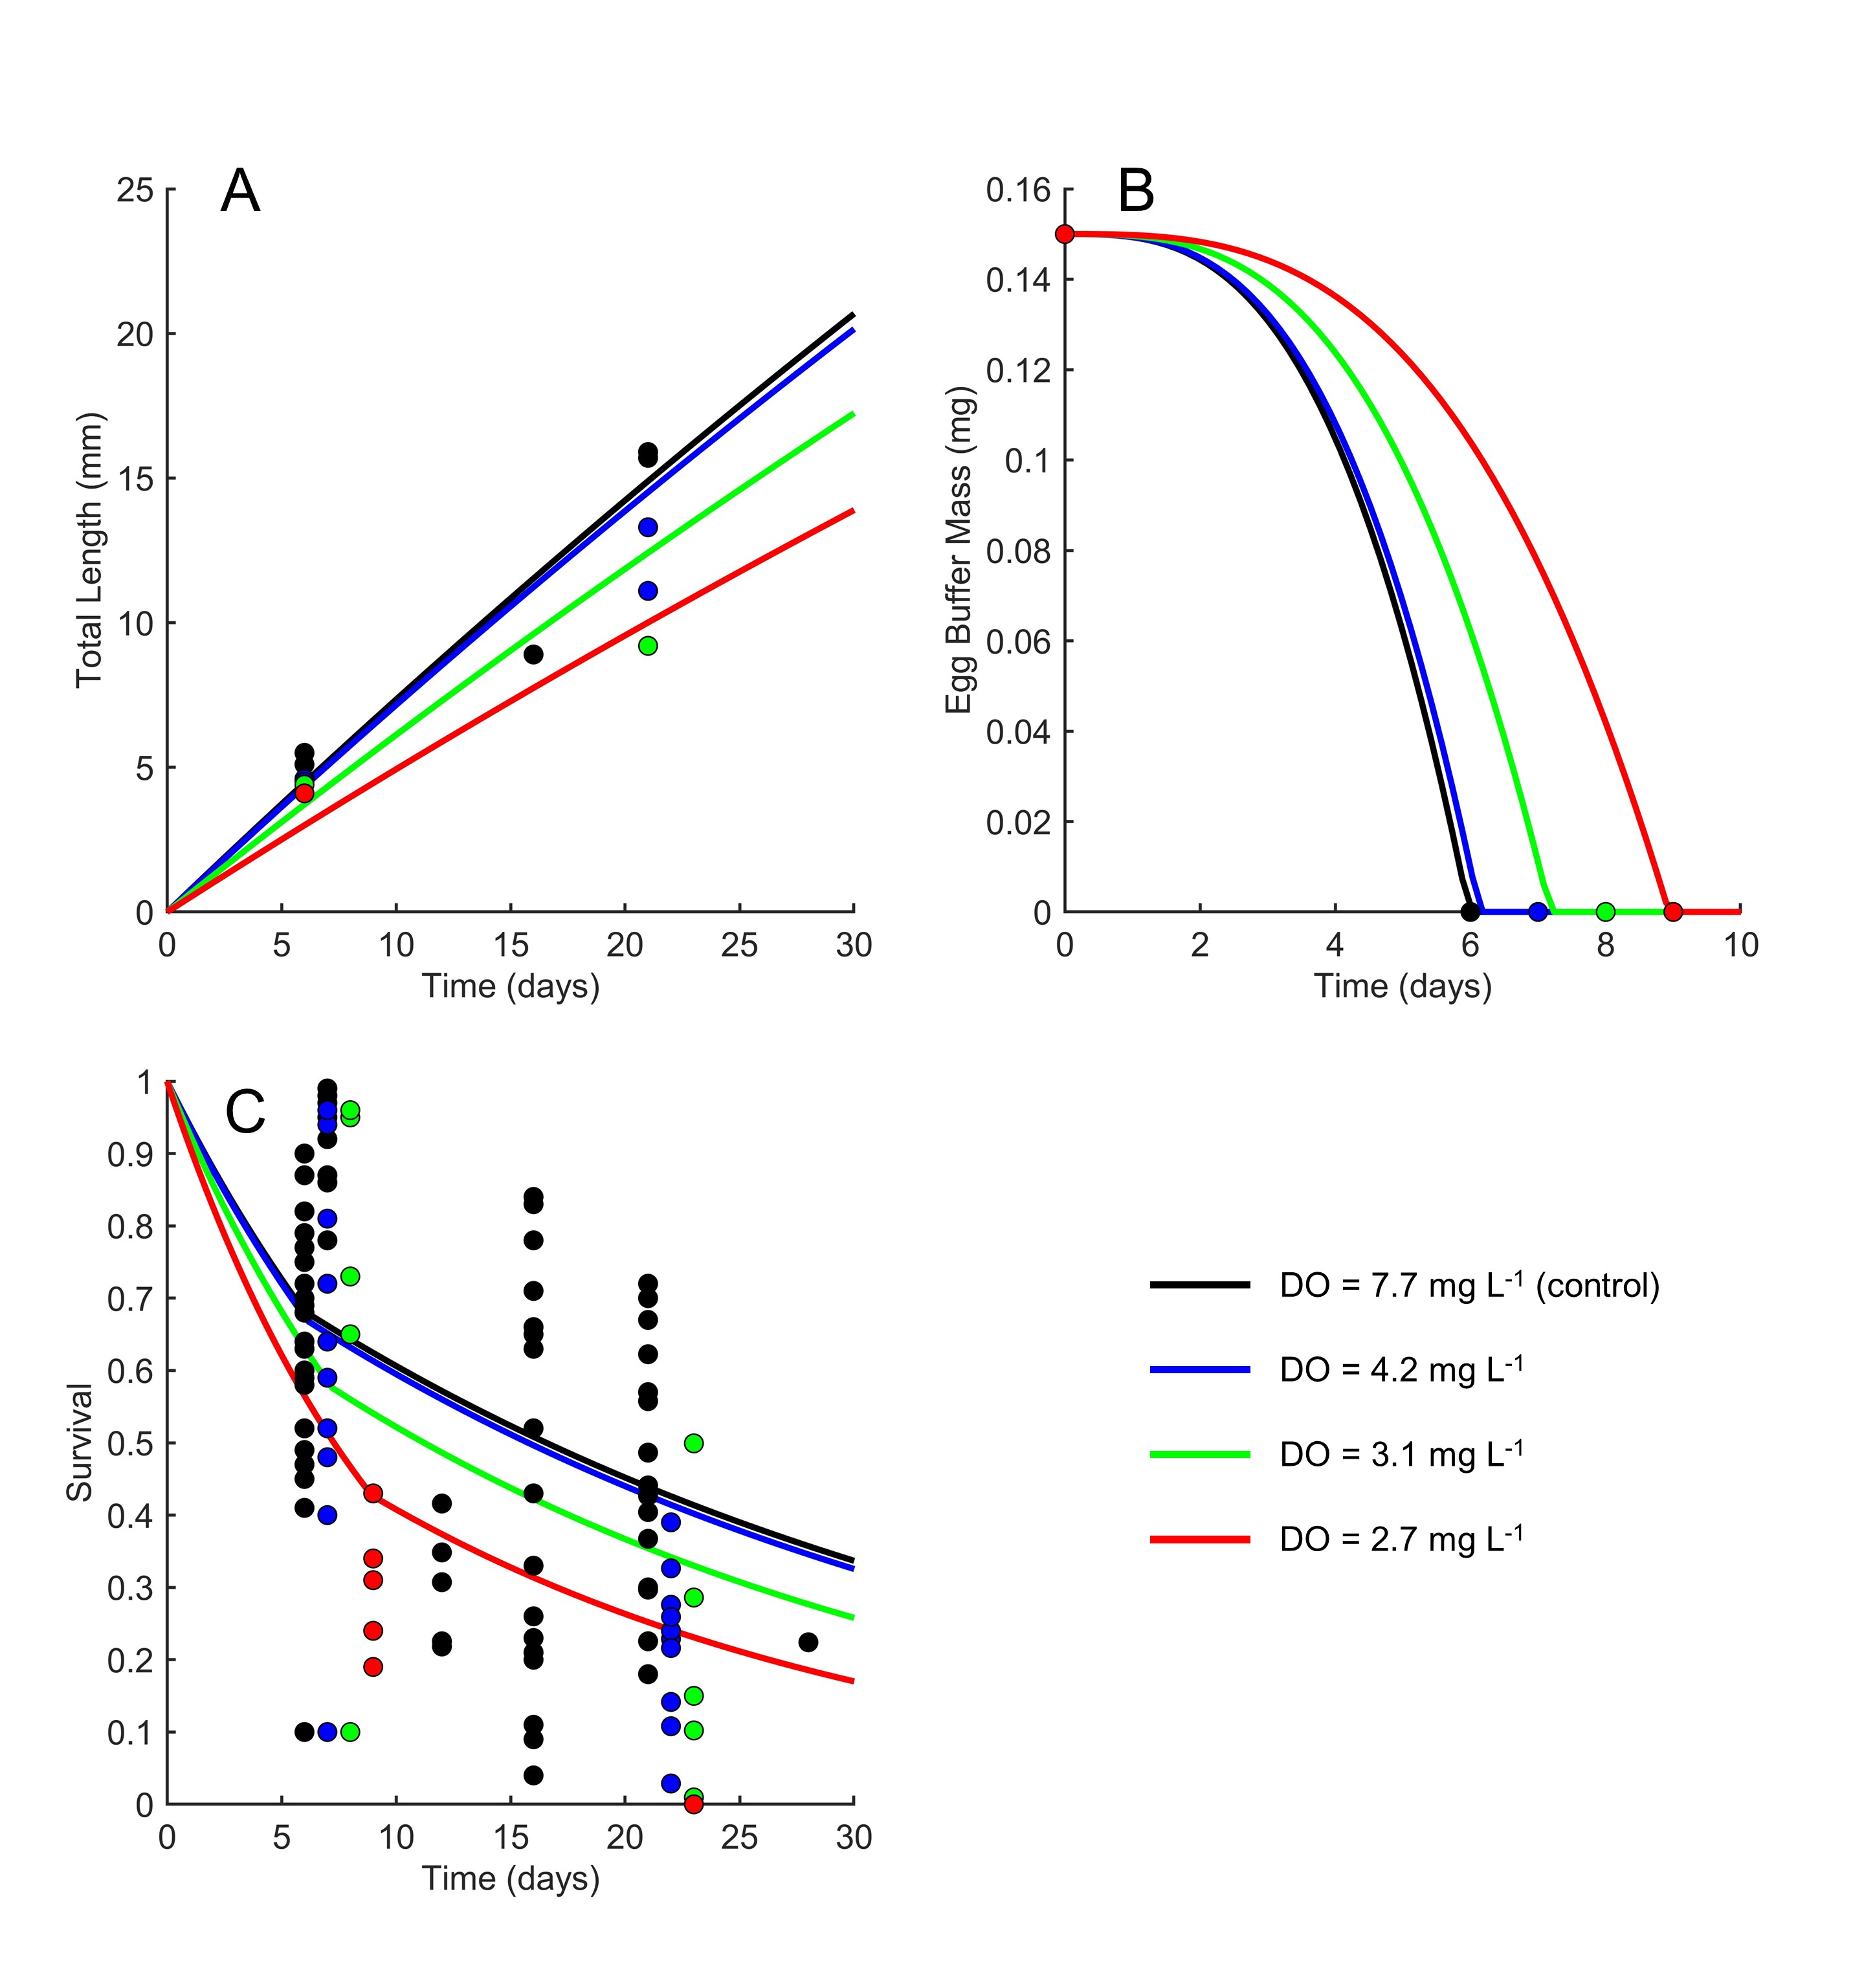 A
25
20
15
10
5
0
0 5 10 15 20 25 30
Total Length (mm)
Time (days)
B
0.16
0.14
0.12
0.1
0.08
0.06
0.04
0.02
0
0 2 4 6 8 10
Egg Buffer Mass (mg)
Time (days)
C
1
0.9
0.8
0.7
0.6
0.5
0.4
0.3
0.2
0.1
0
0 5 10 15 20 25 30
Survival
Time (days)
DO = 7.7 mg L⁻¹ (control)
DO = 4.2 mg L⁻¹
DO = 3.1 mg L⁻¹
DO = 2.7 mg L⁻¹